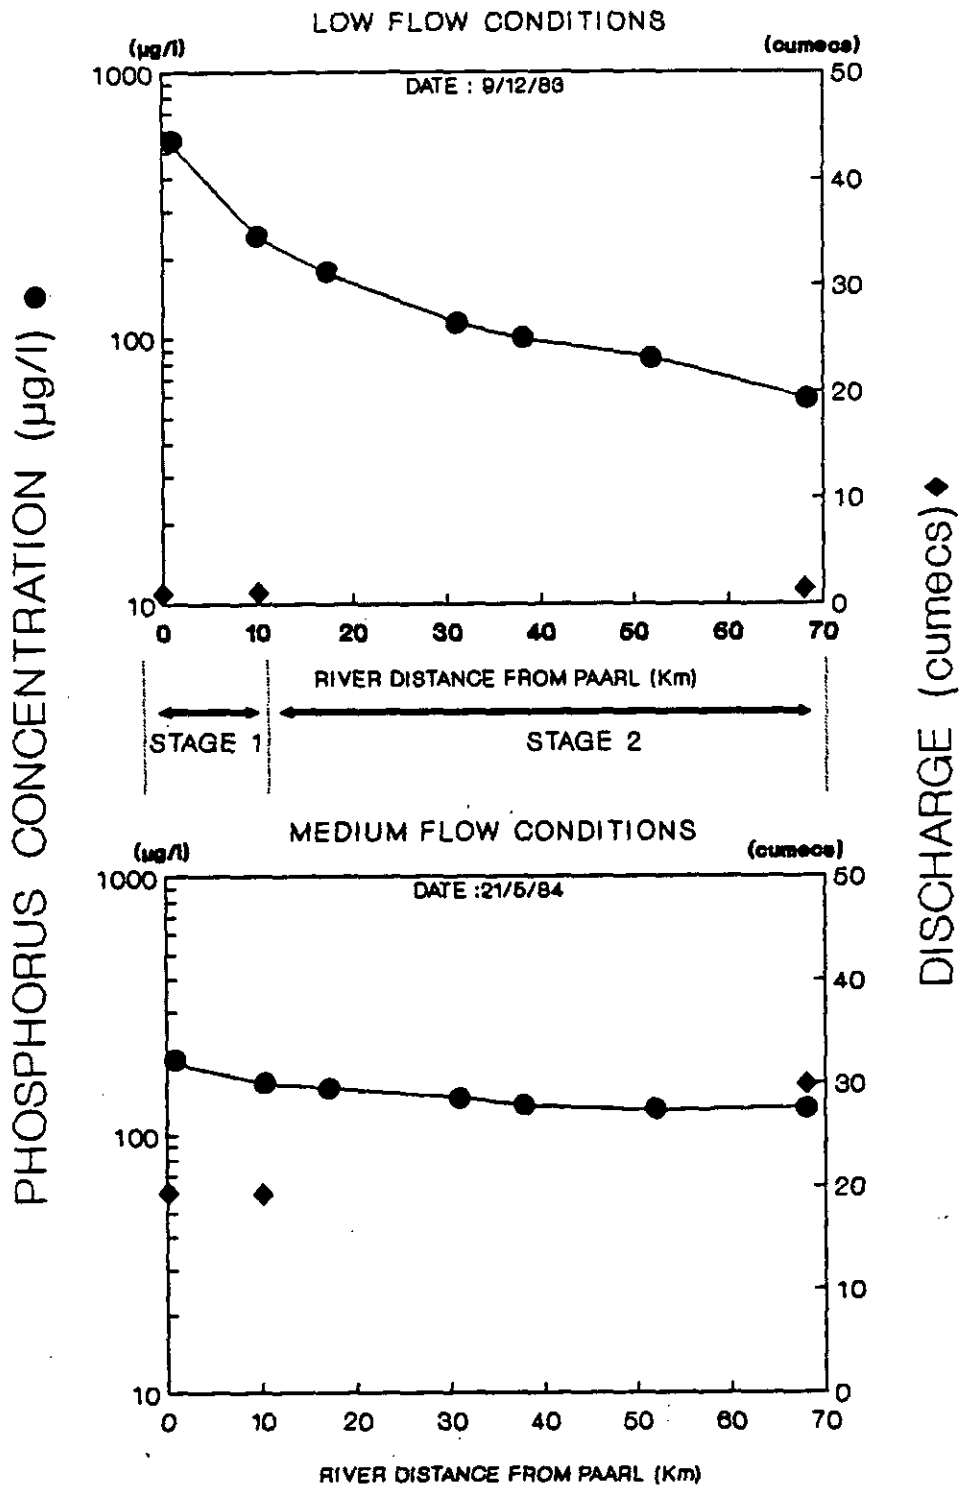 LOW FLOW CONDITIONS
(µg/l)
(cumecs)
DATE : 9/12/83
1000
100
10
50
40
30
20
10
0
0 10 20 30 40 50 60 70
RIVER DISTANCE FROM PAARL (Km)
STAGE 1
STAGE 2
PHOSPHORUS CONCENTRATION (µg/l)
DISCHARGE (cumecs)
MEDIUM FLOW CONDITIONS
(µg/l)
(cumecs)
DATE :21/5/84
1000
100
10
50
40
30
20
10
0
0 10 20 30 40 50 60 70
RIVER DISTANCE FROM PAARL (Km)